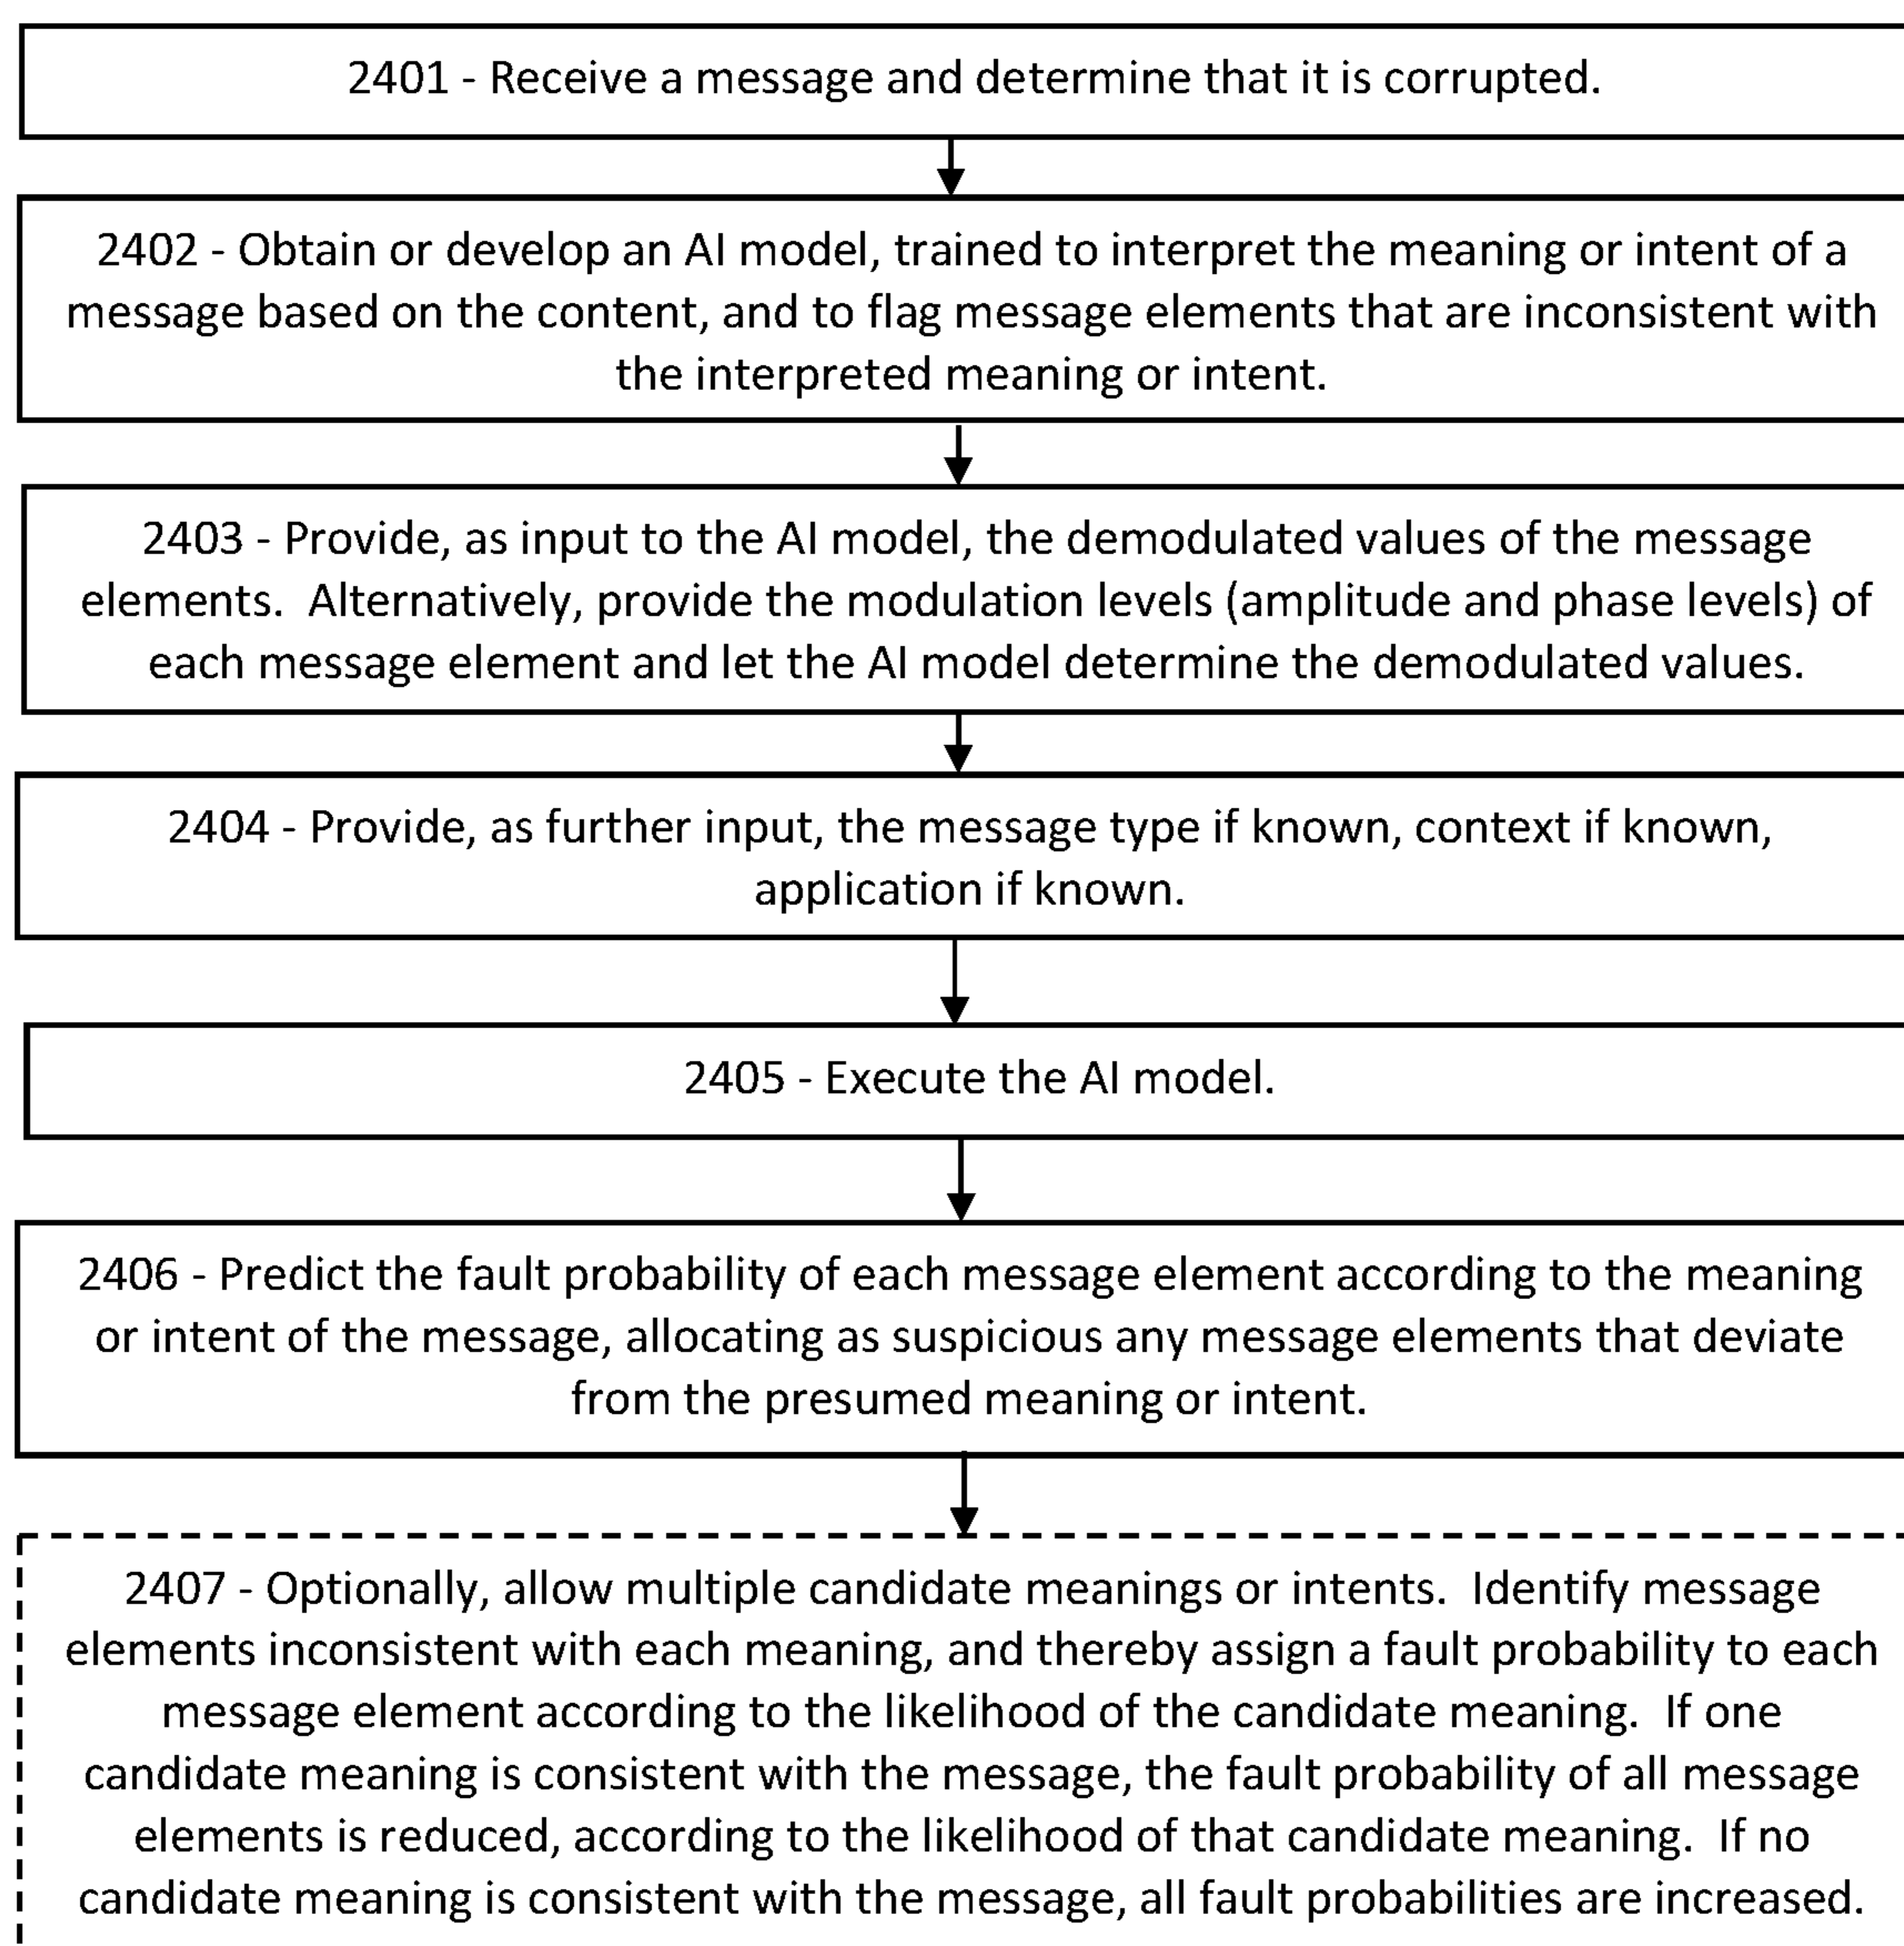 2401 - Receive a message and determine that it is corrupted.
2402 - Obtain or develop an AI model, trained to interpret the meaning or intent of a
message based on the content, and to flag message elements that are inconsistent with
the interpreted meaning or intent.
2403 - Provide, as input to the AI model, the demodulated values of the message
elements.  Alternatively, provide the modulation levels (amplitude and phase levels) of
each message element and let the AI model determine the demodulated values.
2404 - Provide, as further input, the message type if known, context if known,
application if known.
2405 - Execute the AI model.
2406 - Predict the fault probability of each message element according to the meaning
or intent of the message, allocating as suspicious any message elements that deviate
from the presumed meaning or intent.
2407 - Optionally, allow multiple candidate meanings or intents.  Identify message
elements inconsistent with each meaning, and thereby assign a fault probability to each
message element according to the likelihood of the candidate meaning.  If one
candidate meaning is consistent with the message, the fault probability of all message
elements is reduced, according to the likelihood of that candidate meaning.  If no
candidate meaning is consistent with the message, all fault probabilities are increased.